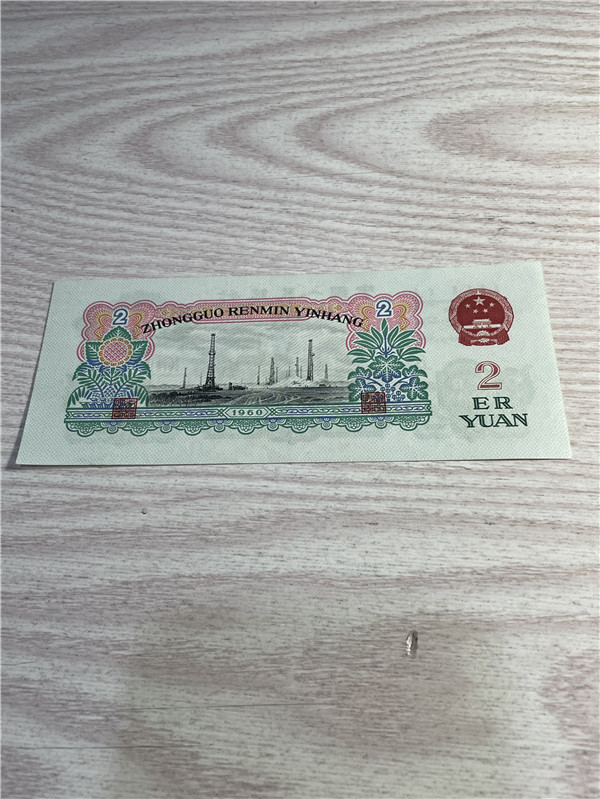 2
2
ZHONGGUO RENMIN YINHANG
1960
2
ER
YUAN